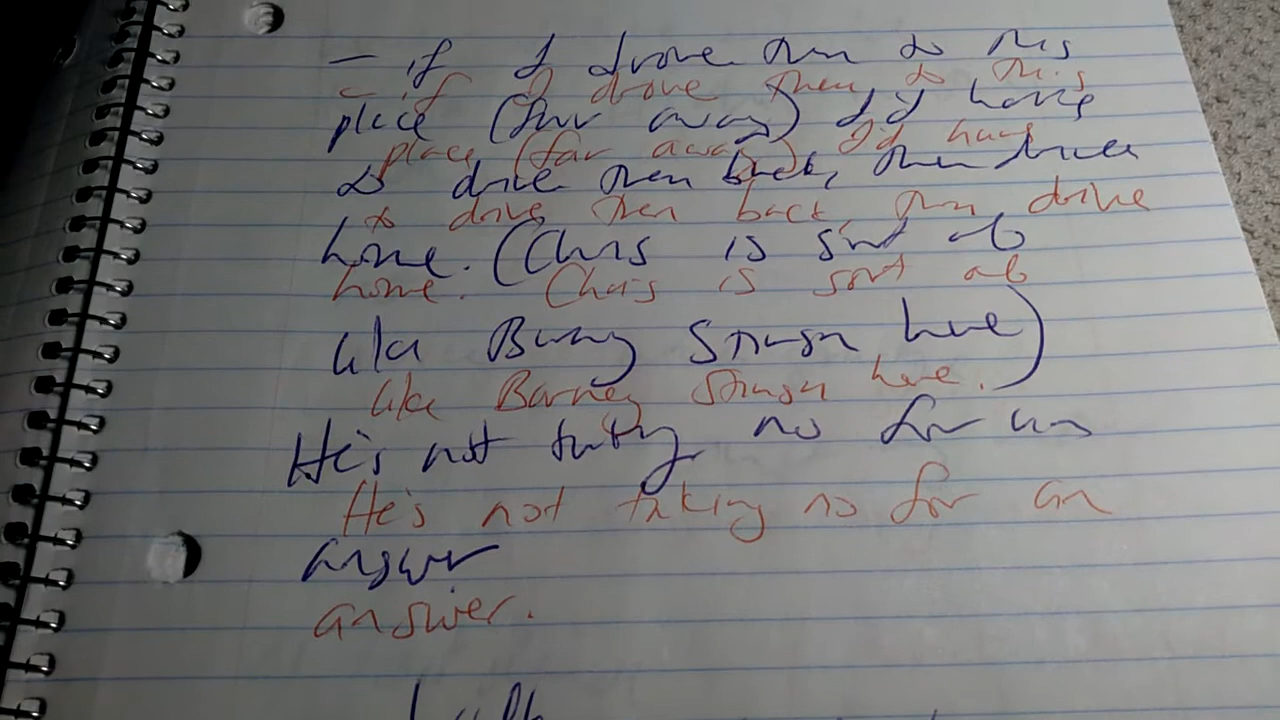 — if I drove them to this
— if I drove them to this
place (far away) I'd have
place (far away) I'd have
to drive them back, then drive
to drive them back, then drive
home. (Chris is sort of
home. (Chris is sort of
like Barney Stinson here)
like Barney Stinson here.
He's not taking no for an
He's not taking no for an
answer
answer.